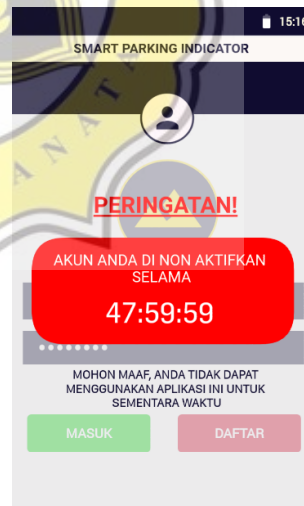 15:16
SMART PARKING INDICATOR
PERINGATAN!
AKUN ANDA DI NON AKTIFKAN
SELAMA
47:59:59
MOHON MAAF, ANDA TIDAK DAPAT
MENGGUNAKAN APLIKASI INI UNTUK
SEMENTARA WAKTU
MASUK
DAFTAR